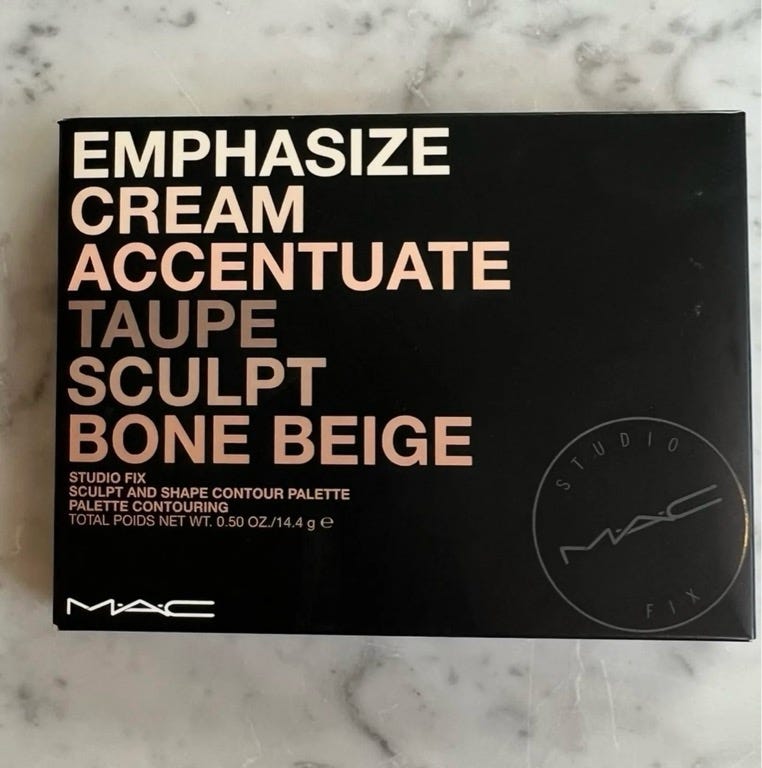 EMPHASIZE
CREAM
ACCENTUATE
TAUPE
SCULPT
BONE BEIGE
STUDIO FIX
SCULPT AND SHAPE CONTOUR PALETTE
PALETTE CONTOURING
TOTAL POIDS NET WT. 0.50 OZ./14.4 g ℮
M·A·C
STUDIO
M·A·C
FIX